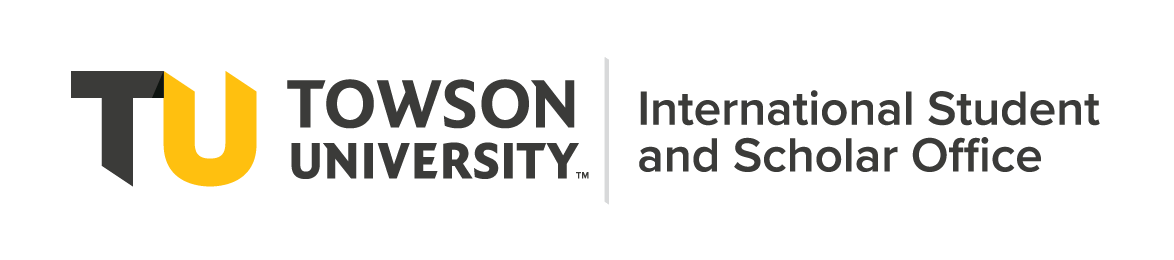 TU
TOWSON
UNIVERSITY™
International Student
and Scholar Office